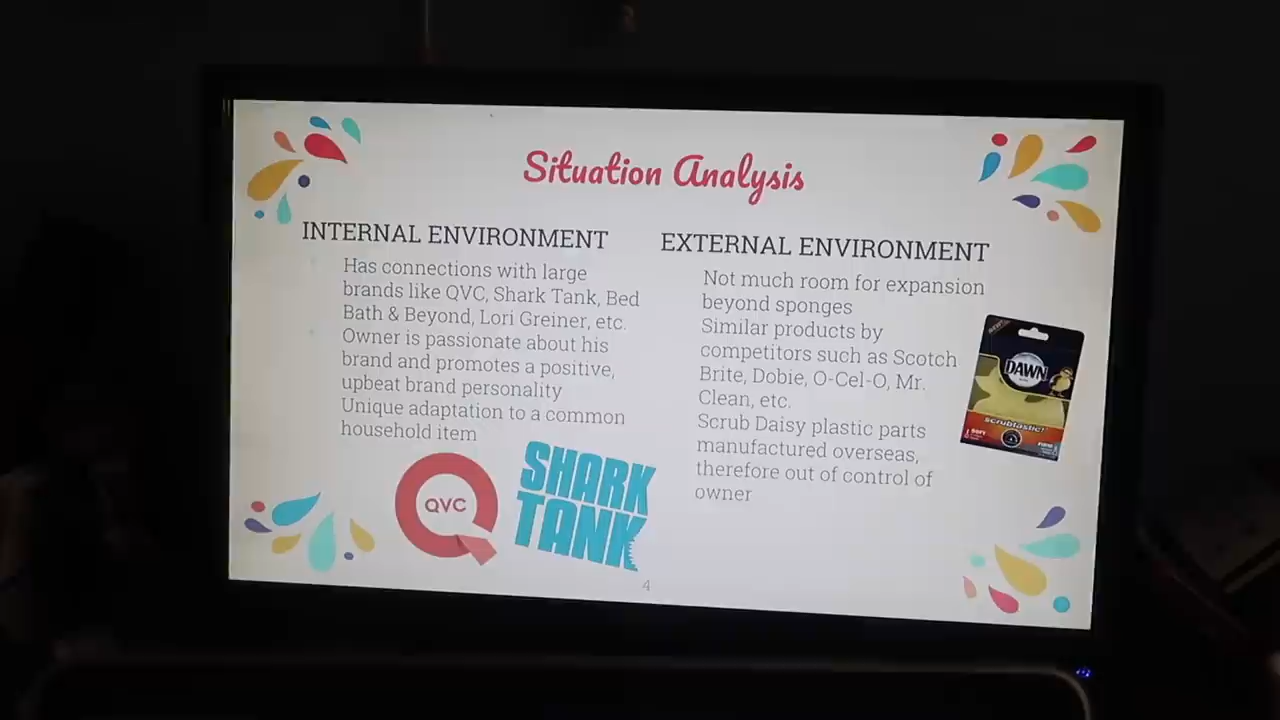 Situation Analysis
INTERNAL ENVIRONMENT
Has connections with large
brands like QVC, Shark Tank, Bed
Bath & Beyond, Lori Greiner, etc.
Owner is passionate about his
brand and promotes a positive,
upbeat brand personality
Unique adaptation to a common
household item
QVC
SHARK
TANK
EXTERNAL ENVIRONMENT
Not much room for expansion
beyond sponges
Similar products by
competitors such as Scotch
Brite, Dobie, O-Cel-O, Mr.
Clean, etc.
Scrub Daisy plastic parts
manufactured overseas,
therefore out of control of
owner
DAWN
scrubtastic!
SOFT
4